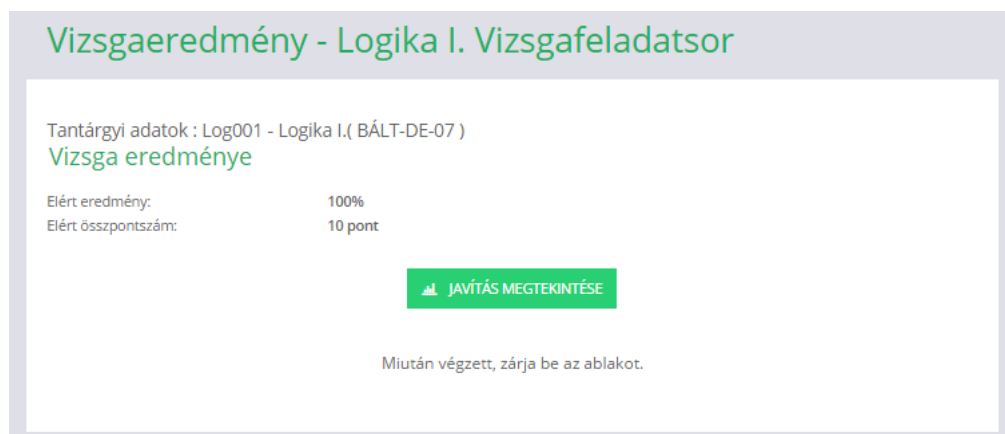 Vizsgaeredmény - Logika I. Vizsgafeladatsor
Tantárgyi adatok : Log001 - Logika I.( BÁLT-DE-07 )
Vizsga eredménye
Elért eredmény: 100%
Elért összpontszám: 10 pont
JAVÍTÁS MEGTEKINTÉSE
Miután végzett, zárja be az ablakot.